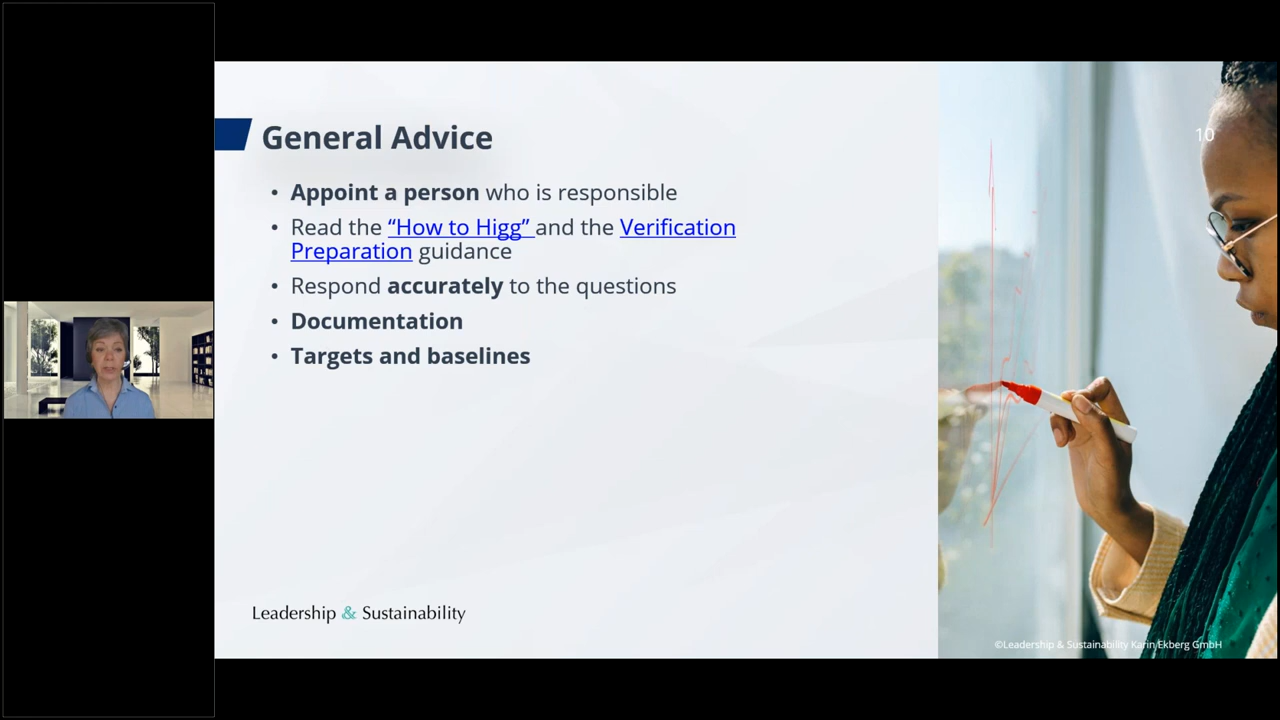 General Advice
10
• Appoint a person who is responsible
• Read the “How to Higg” and the Verification
Preparation guidance
• Respond accurately to the questions
• Documentation
• Targets and baselines
Leadership & Sustainability
©Leadership & Sustainability Karin Ekberg GmbH